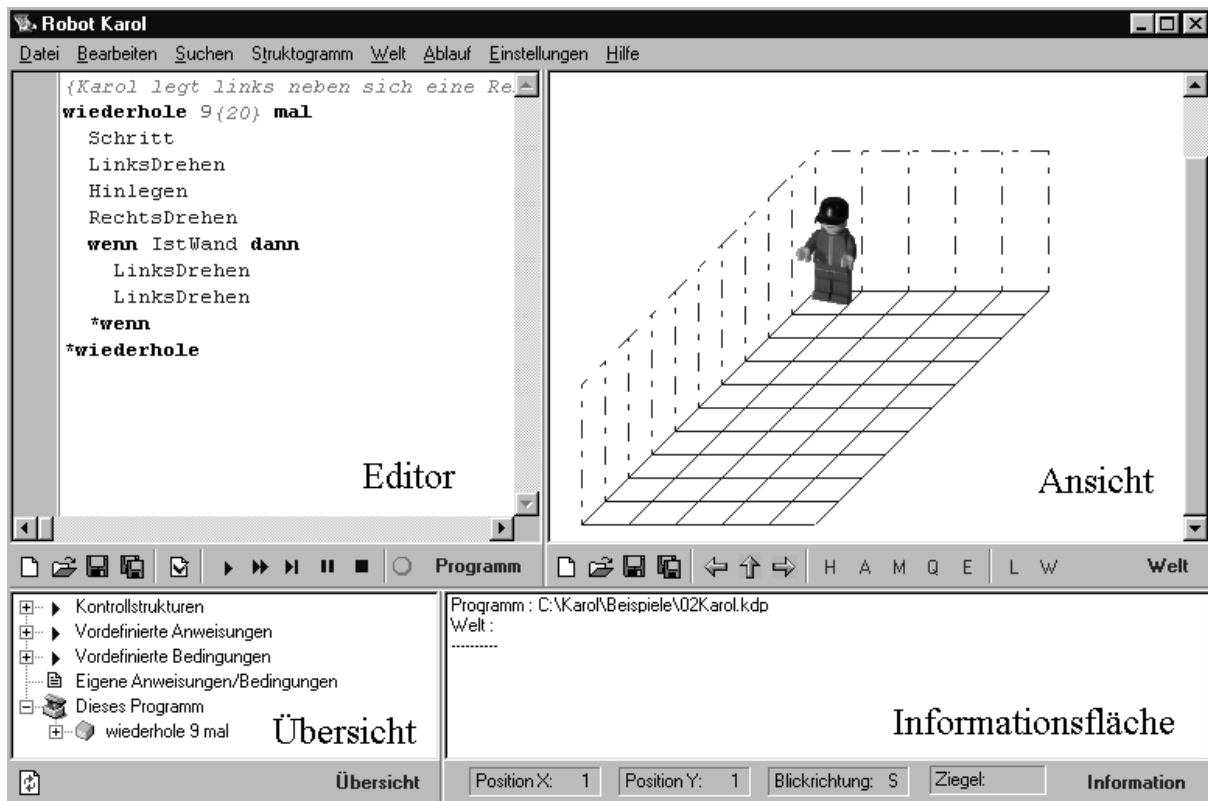 Robot Karol
Datei Bearbeiten Suchen Struktogramm Welt Ablauf Einstellungen Hilfe
{Karol legt links neben sich eine Re
wiederhole 9{20} mal
Schritt
LinksDrehen
Hinlegen
RechtsDrehen
wenn IstWand dann
LinksDrehen
LinksDrehen
*wenn
*wiederhole
Editor
Ansicht
Programm
H A M Q E L W Welt
Kontrollstrukturen
Vordefinierte Anweisungen
Vordefinierte Bedingungen
Eigene Anweisungen/Bedingungen
Dieses Programm
wiederhole 9 mal
Übersicht
Programm : C:\Karol\Beispiele\02Karol.kdp
Welt :
----------
Informationsfläche
Übersicht
Position X: 1 Position Y: 1 Blickrichtung: S Ziegel: Information